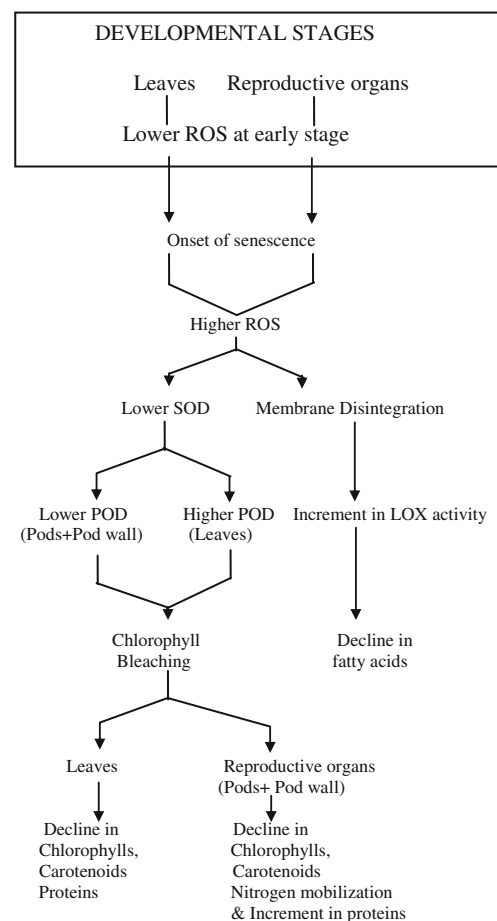 DEVELOPMENTAL STAGES
Leaves Reproductive organs
Lower ROS at early stage
Onset of senescence
Higher ROS
Lower SOD Membrane Disintegration
Lower POD Higher POD Increment in LOX activity
(Pods+Pod wall) (Leaves)
Chlorophyll Decline in
Bleaching fatty acids
Leaves Reproductive organs
(Pods+ Pod wall)
Decline in Decline in
Chlorophylls, Chlorophylls,
Carotenoids Carotenoids
Proteins Nitrogen mobilization
& Increment in proteins